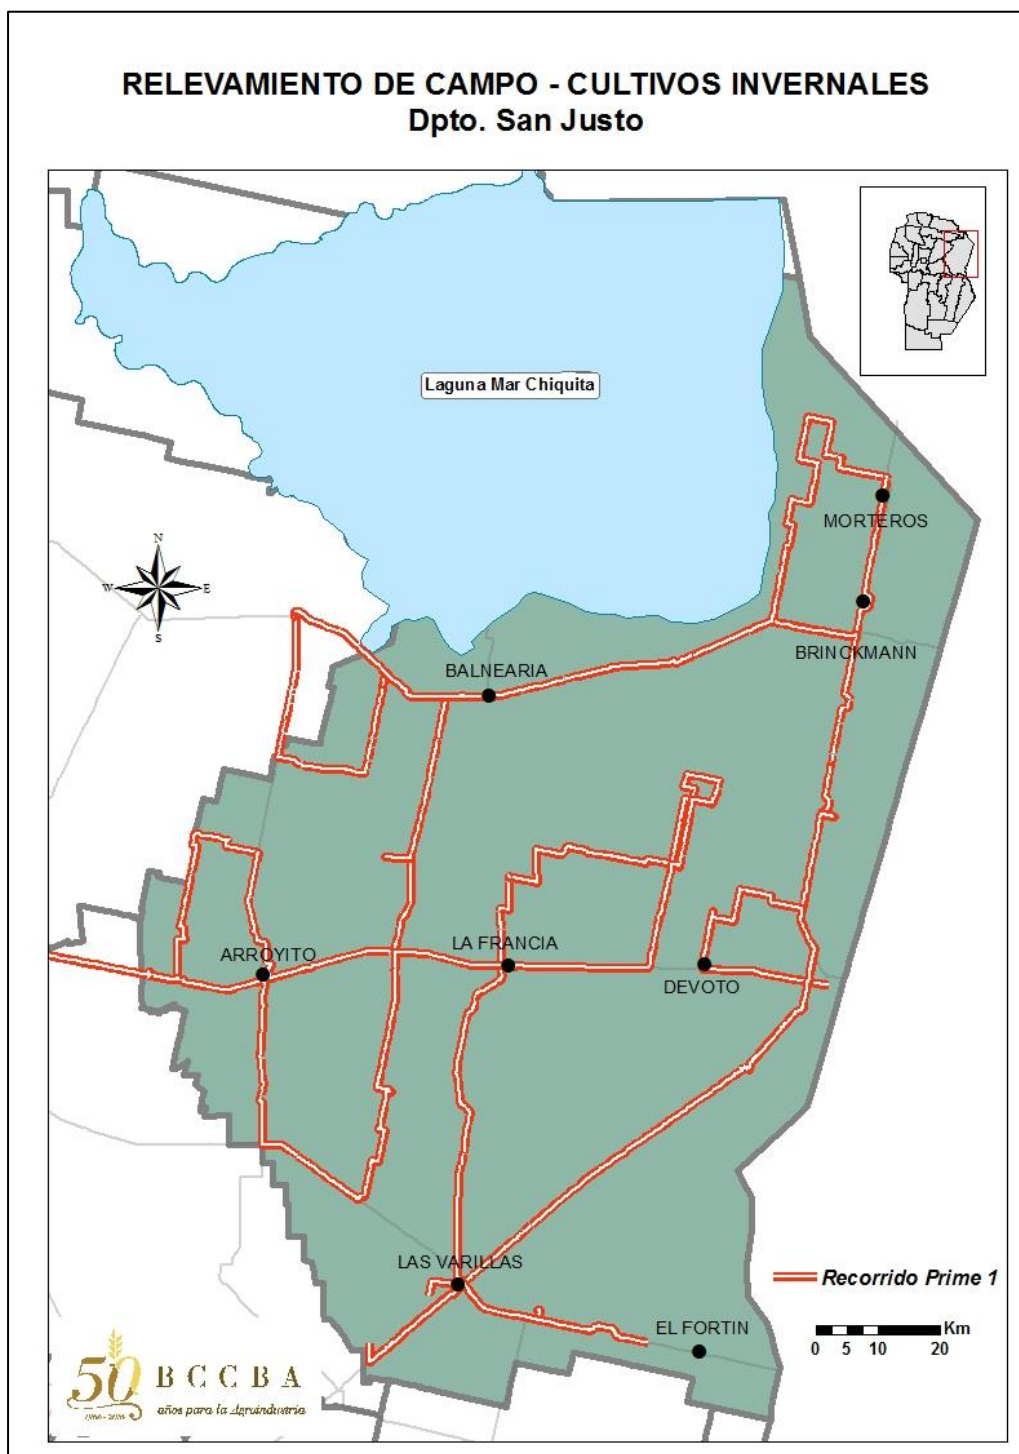 RELEVAMIENTO DE CAMPO - CULTIVOS INVERNALES
Dpto. San Justo
Laguna Mar Chiquita
MORTEROS
N
W E
S
BRINCKMANN
BALNEARIA
LA FRANCIA
ARROYITO
DEVOTO
LAS VARILLAS
Recorrido Prime 1
EL FORTIN
Km
0 5 10 20
50 BCCBA
años para la Agroindustria